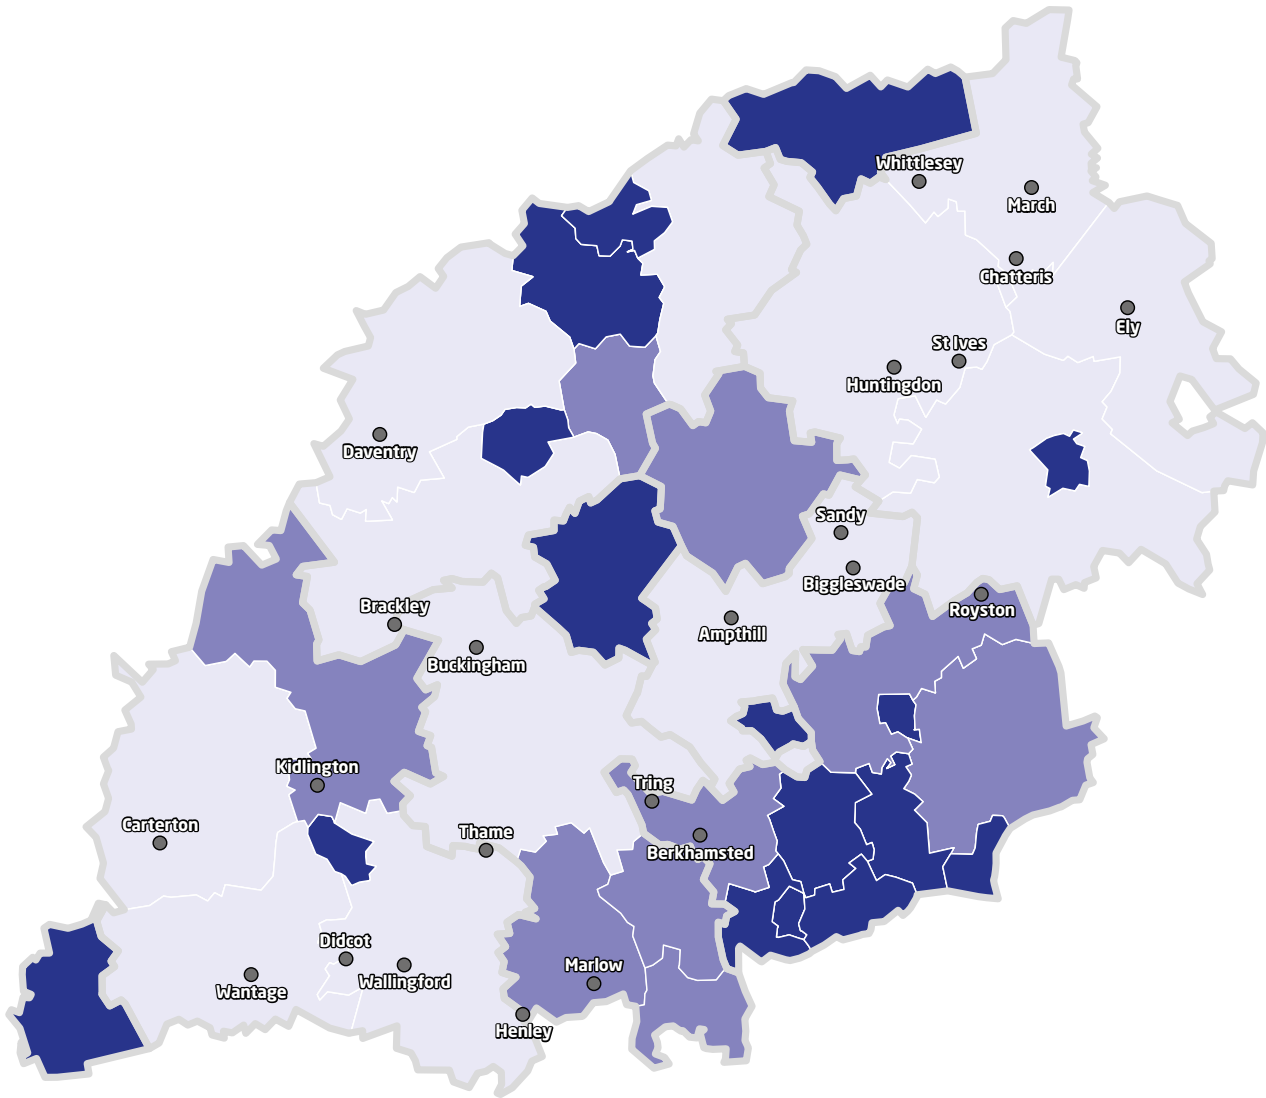 Whittlesey
March
Chatteris
Ely
St Ives
Huntingdon
Daventry
Sandy
Biggleswade
Royston
Brackley
Ampthill
Buckingham
Kidlington
Tring
Carterton
Thame
Berkhamsted
Didcot
Marlow
Wallingford
Wantage
Henley